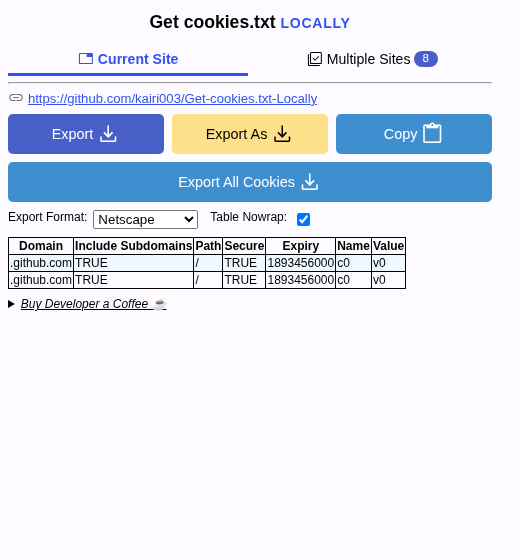 Get cookies.txt LOCALLY
Current Site
Multiple Sites 8
https://github.com/kairi003/Get-cookies.txt-Locally
Export
Export As
Copy
Export All Cookies
Export Format: Netscape Table Nowrap:
Domain Include Subdomains Path Secure Expiry Name Value
.github.com TRUE / TRUE 1893456000 c0 v0
.github.com TRUE / TRUE 1893456000 c0 v0
Buy Developer a Coffee ☕